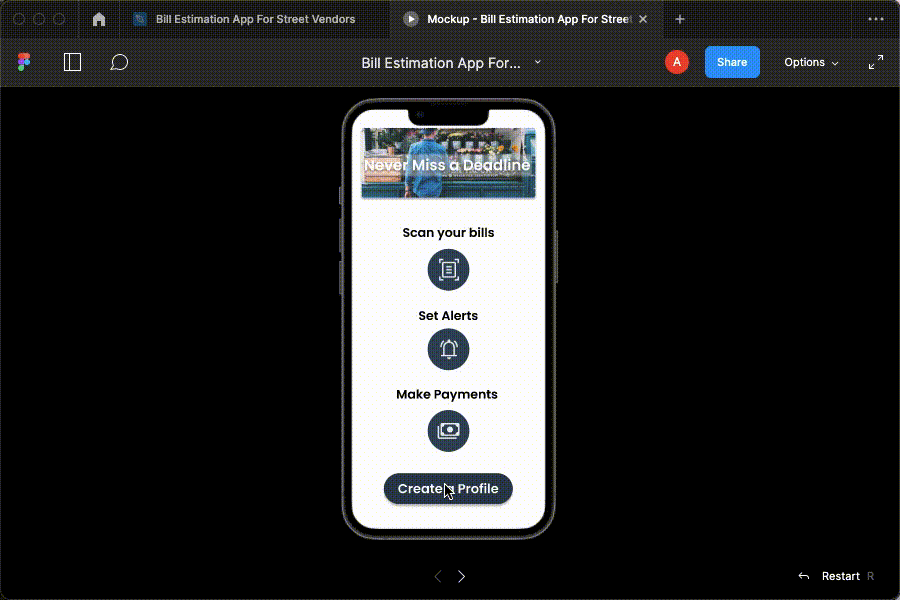 Bill Estimation App For Street Vendors
Mockup - Bill Estimation App For Stree
Bill Estimation App For...
A
Share
Options
Never Miss a Deadline
Scan your bills
Set Alerts
Make Payments
Create a Profile
Restart R